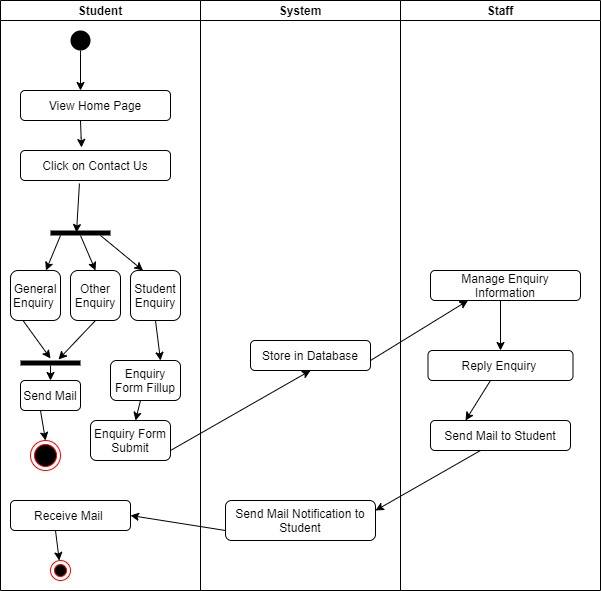 Student
System
Staff
View Home Page
Click on Contact Us
General
Enquiry
Other
Enquiry
Student
Enquiry
Manage Enquiry
Information
Store in Database
Reply Enquiry
Enquiry
Form Fillup
Send Mail
Enquiry Form
Submit
Send Mail to Student
Receive Mail
Send Mail Notification to
Student